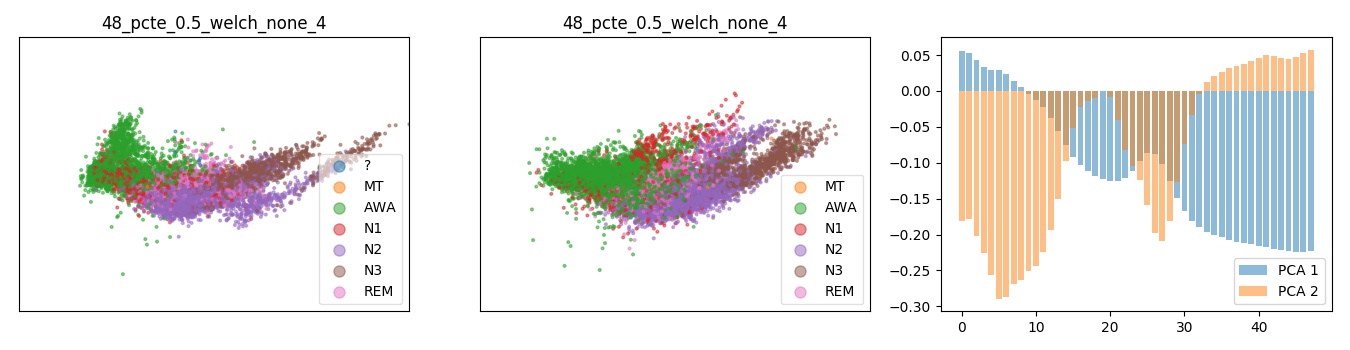 48_pcte_0.5_welch_none_4
?
MT
AWA
N1
N2
N3
REM
48_pcte_0.5_welch_none_4
MT
AWA
N1
N2
N3
REM
0.05
0.00
−0.05
−0.10
−0.15
−0.20
−0.25
−0.30
0
10
20
30
40
PCA 1
PCA 2